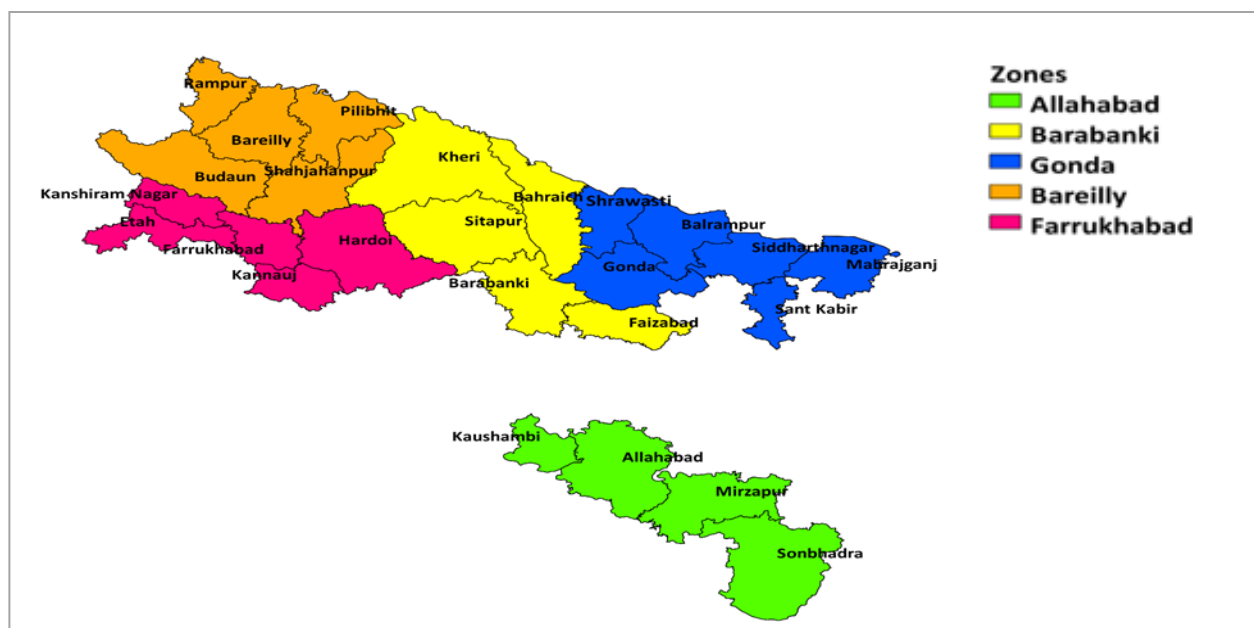 Zones
Allahabad
Barabanki
Gonda
Bareilly
Farrukhabad
Rampur
Pilibhit
Bareilly
Kheri
Shahjahanpur
Budaun
Kanshiram Nagar
Bahraich
Shrawasti
Etah
Sitapur
Balrampur
Farrukhabad
Hardoi
Siddharthnagar
Gonda
Mahrajganj
Kannauj
Barabanki
Sant Kabir
Faizabad
Kaushambi
Allahabad
Mirzapur
Sonbhadra